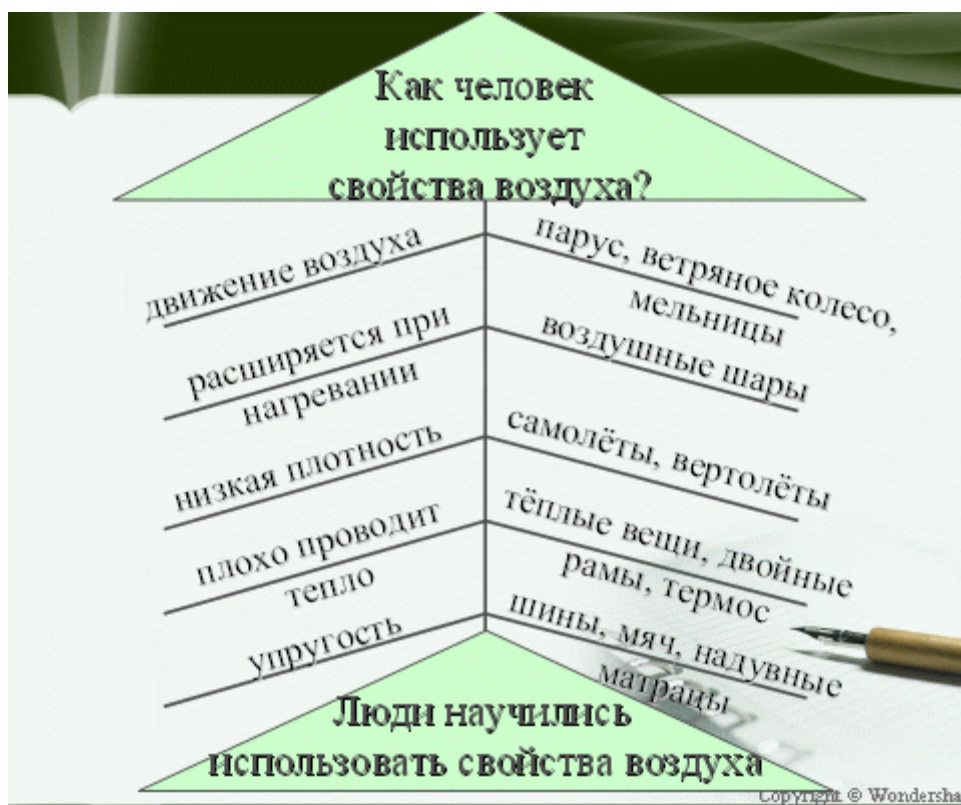 Как человек
использует
свойства воздуха?
движение воздуха
парус, ветряное колесо,
мельницы
расширяется при
нагревании
воздушные шары
низкая плотность
самолёты, вертолёты
плохо проводит
тепло
тёплые вещи, двойные
рамы, термос
упругость
шины, мяч, надувные
матрацы
Люди научились
использовать свойства воздуха
Copyright © Wondersha